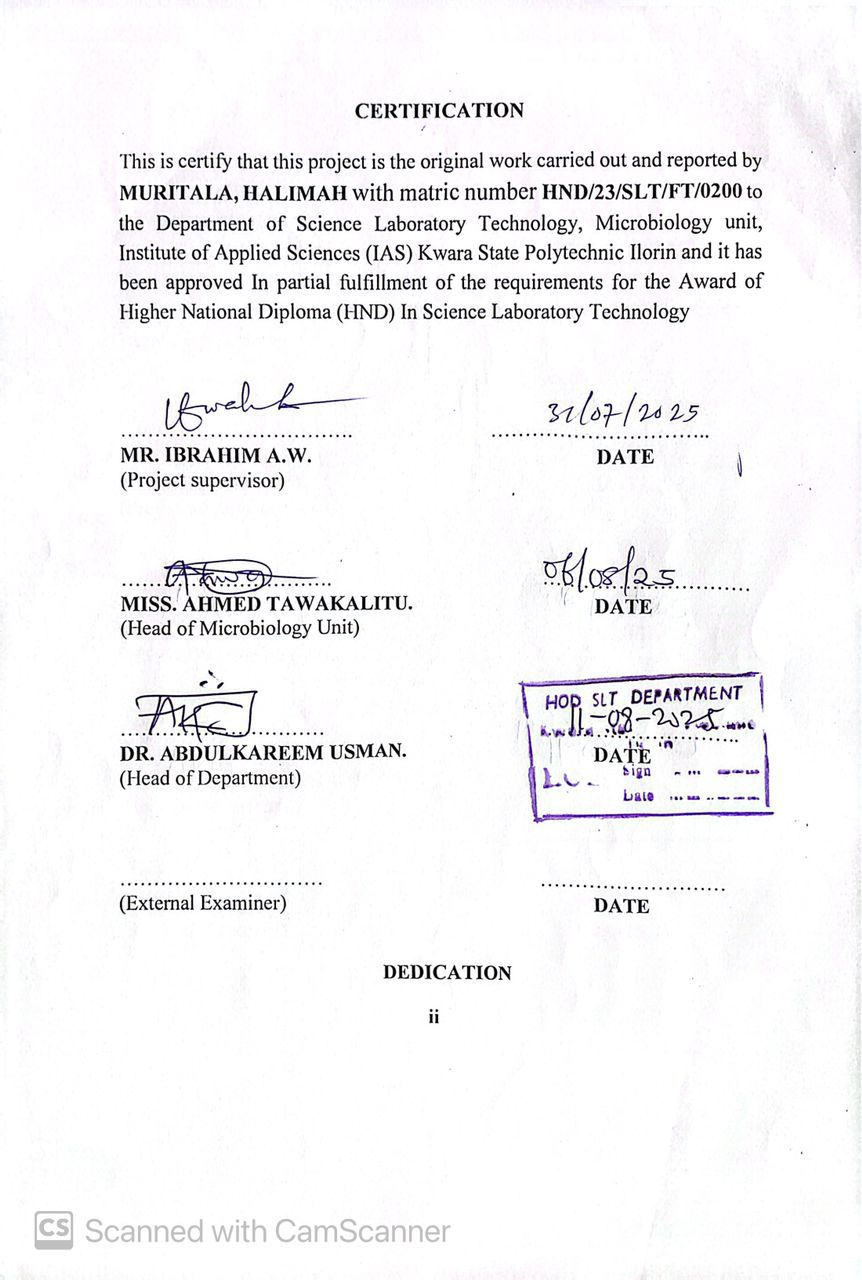 CERTIFICATION
This is certify that this project is the original work carried out and reported by
MURITALA, HALIMAH with matric number HND/23/SLT/FT/0200 to
the Department of Science Laboratory Technology, Microbiology unit,
Institute of Applied Sciences (IAS) Kwara State Polytechnic Ilorin and it has
been approved In partial fulfillment of the requirements for the Award of
Higher National Diploma (HND) In Science Laboratory Technology
31/07/2025
MR. IBRAHIM A.W. DATE
(Project supervisor)
06/08/25
MISS. AHMED TAWAKALITU. DATE
(Head of Microbiology Unit)
HOD SLT DEPARTMENT
11-08-2025
DR. ABDULKAREEM USMAN. DATE
(Head of Department) Sign
Date
(External Examiner) DATE
DEDICATION
ii
CS Scanned with CamScanner